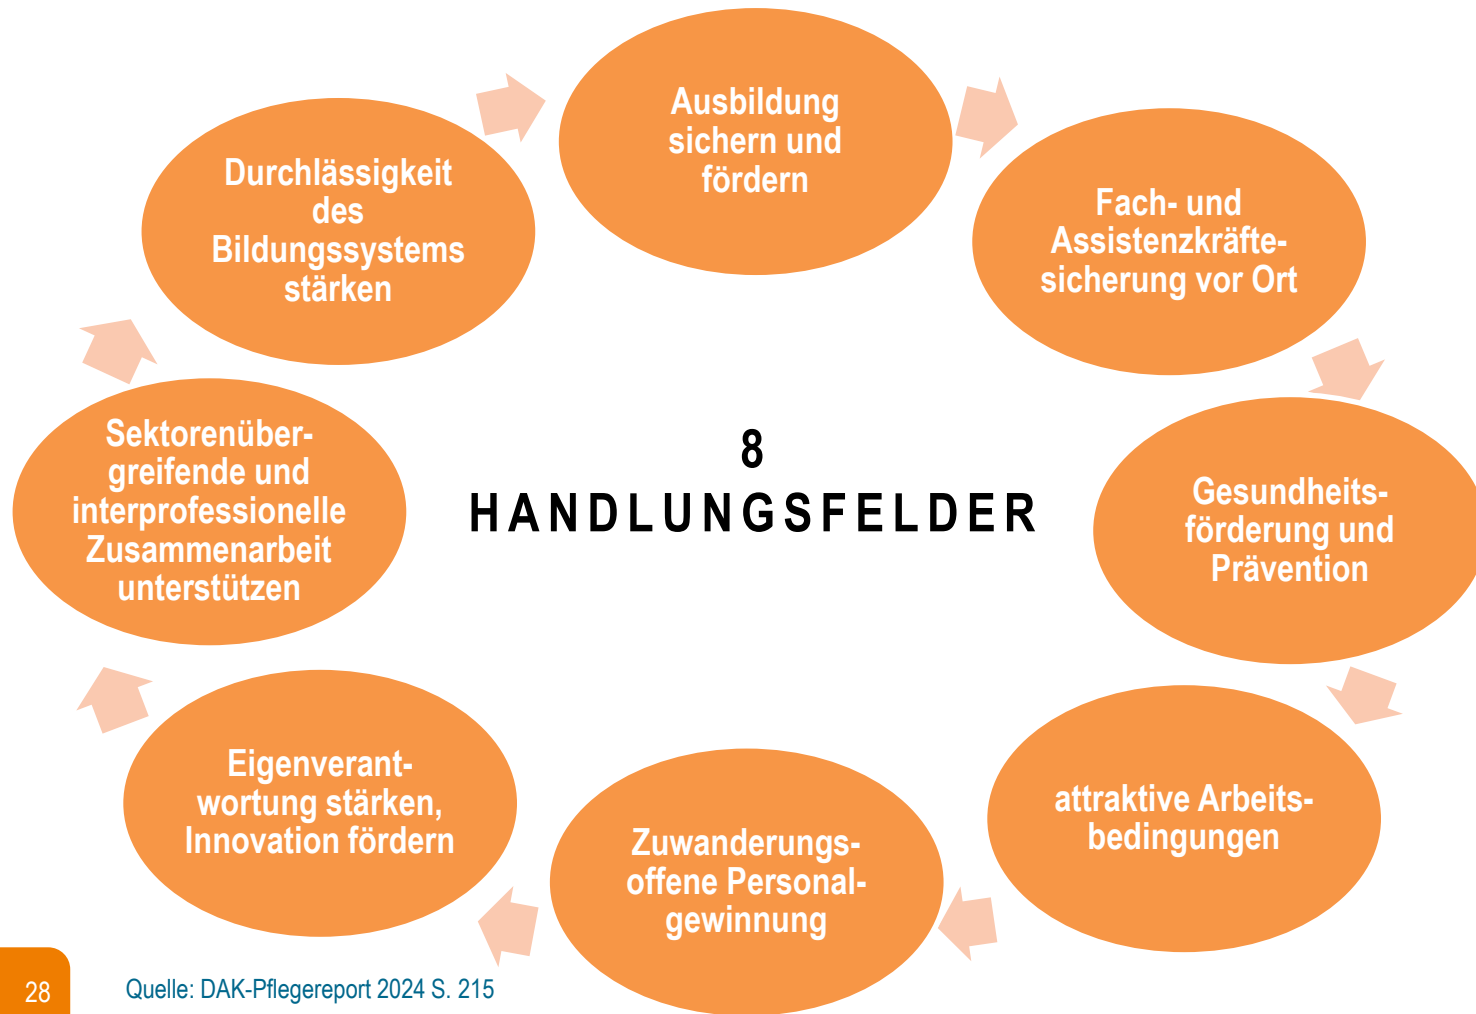 Ausbildung
sichern und
fördern
Fach- und
Assistenzkräfte-
sicherung vor Ort
Gesundheits-
förderung und
Prävention
attraktive Arbeits-
bedingungen
Zuwanderungs-
offene Personal-
gewinnung
Eigenverant-
wortung stärken,
Innovation fördern
Sektorenüber-
greifende und
interprofessionelle
Zusammenarbeit
unterstützen
Durchlässigkeit
des
Bildungssystems
stärken
8
HANDLUNGSFELDER
28
Quelle: DAK-Pflegereport 2024 S. 215